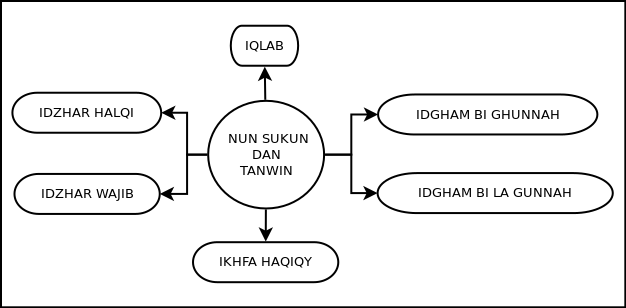 IQLAB
IDZHAR HALQI
IDGHAM BI GHUNNAH
NUN SUKUN
DAN
TANWIN
IDZHAR WAJIB
IDGHAM BI LA GUNNAH
IKHFA HAQIQY